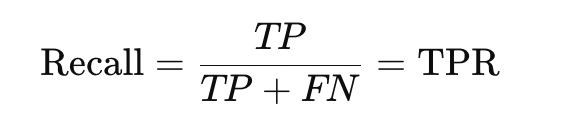 Recall = TP / (TP + FN) = TPR